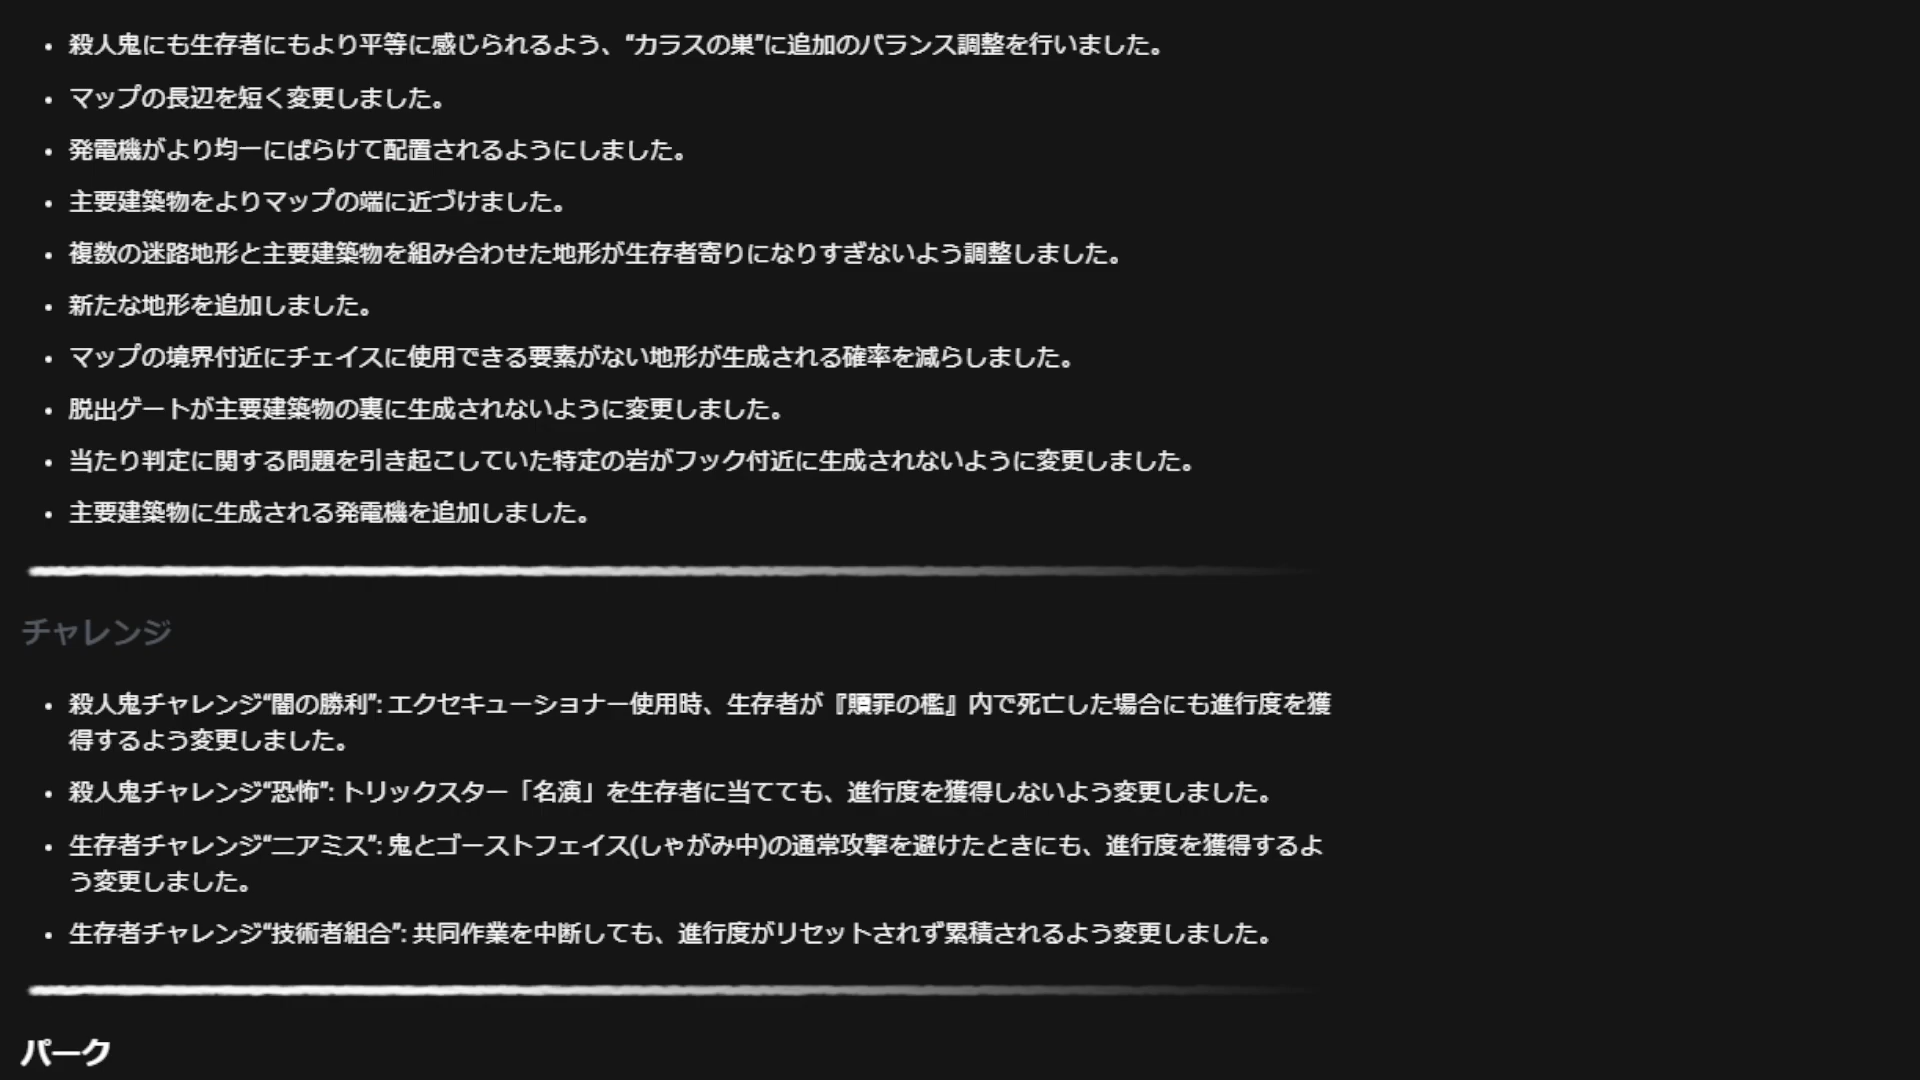 ・殺人鬼にも生存者にもより平等に感じられるよう、“カラスの巣”に追加のバランス調整を行いました。
・マップの長辺を短く変更しました。
・発電機がより均一にばらけて配置されるようにしました。
・主要建築物をよりマップの端に近づけました。
・複数の迷路地形と主要建築物を組み合わせた地形が生存者寄りになりすぎないよう調整しました。
・新たな地形を追加しました。
・マップの境界付近にチェイスに使用できる要素がない地形が生成される確率を減らしました。
・脱出ゲートが主要建築物の裏に生成されないように変更しました。
・当たり判定に関する問題を引き起こしていた特定の岩がフック付近に生成されないように変更しました。
・主要建築物に生成される発電機を追加しました。
チャレンジ
・殺人鬼チャレンジ“闇の勝利”: エクセキューショナー使用時、生存者が『贖罪の檻』内で死亡した場合にも進行度を獲
得するよう変更しました。
・殺人鬼チャレンジ“恐怖”: トリックスター「名演」を生存者に当てても、進行度を獲得しないよう変更しました。
・生存者チャレンジ“ニアミス”: 鬼とゴーストフェイス(しゃがみ中)の通常攻撃を避けたときにも、進行度を獲得するよ
う変更しました。
・生存者チャレンジ“技術者組合”: 共同作業を中断しても、進行度がリセットされず累積されるよう変更しました。
パーク